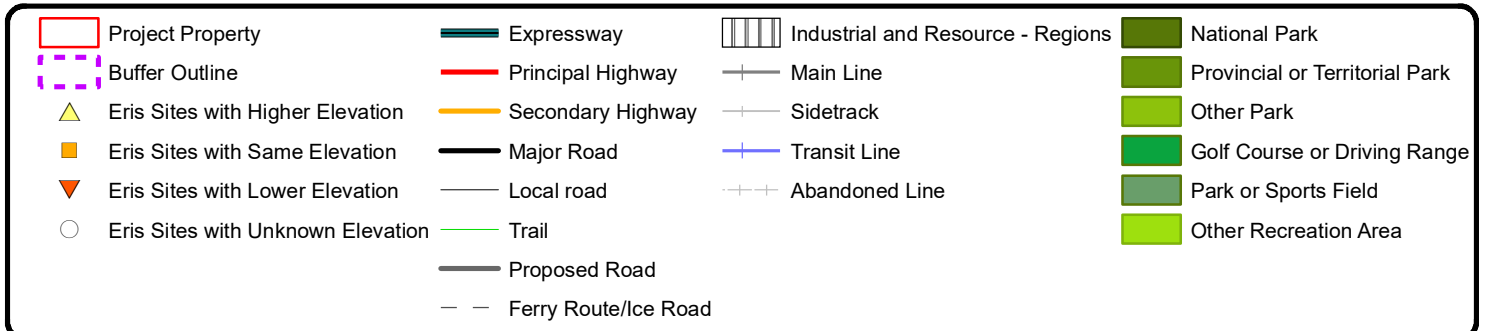 Project Property
Buffer Outline
Eris Sites with Higher Elevation
Eris Sites with Same Elevation
Eris Sites with Lower Elevation
Eris Sites with Unknown Elevation
Expressway
Principal Highway
Secondary Highway
Major Road
Local road
Trail
Proposed Road
Ferry Route/Ice Road
Industrial and Resource - Regions
Main Line
Sidetrack
Transit Line
Abandoned Line
National Park
Provincial or Territorial Park
Other Park
Golf Course or Driving Range
Park or Sports Field
Other Recreation Area